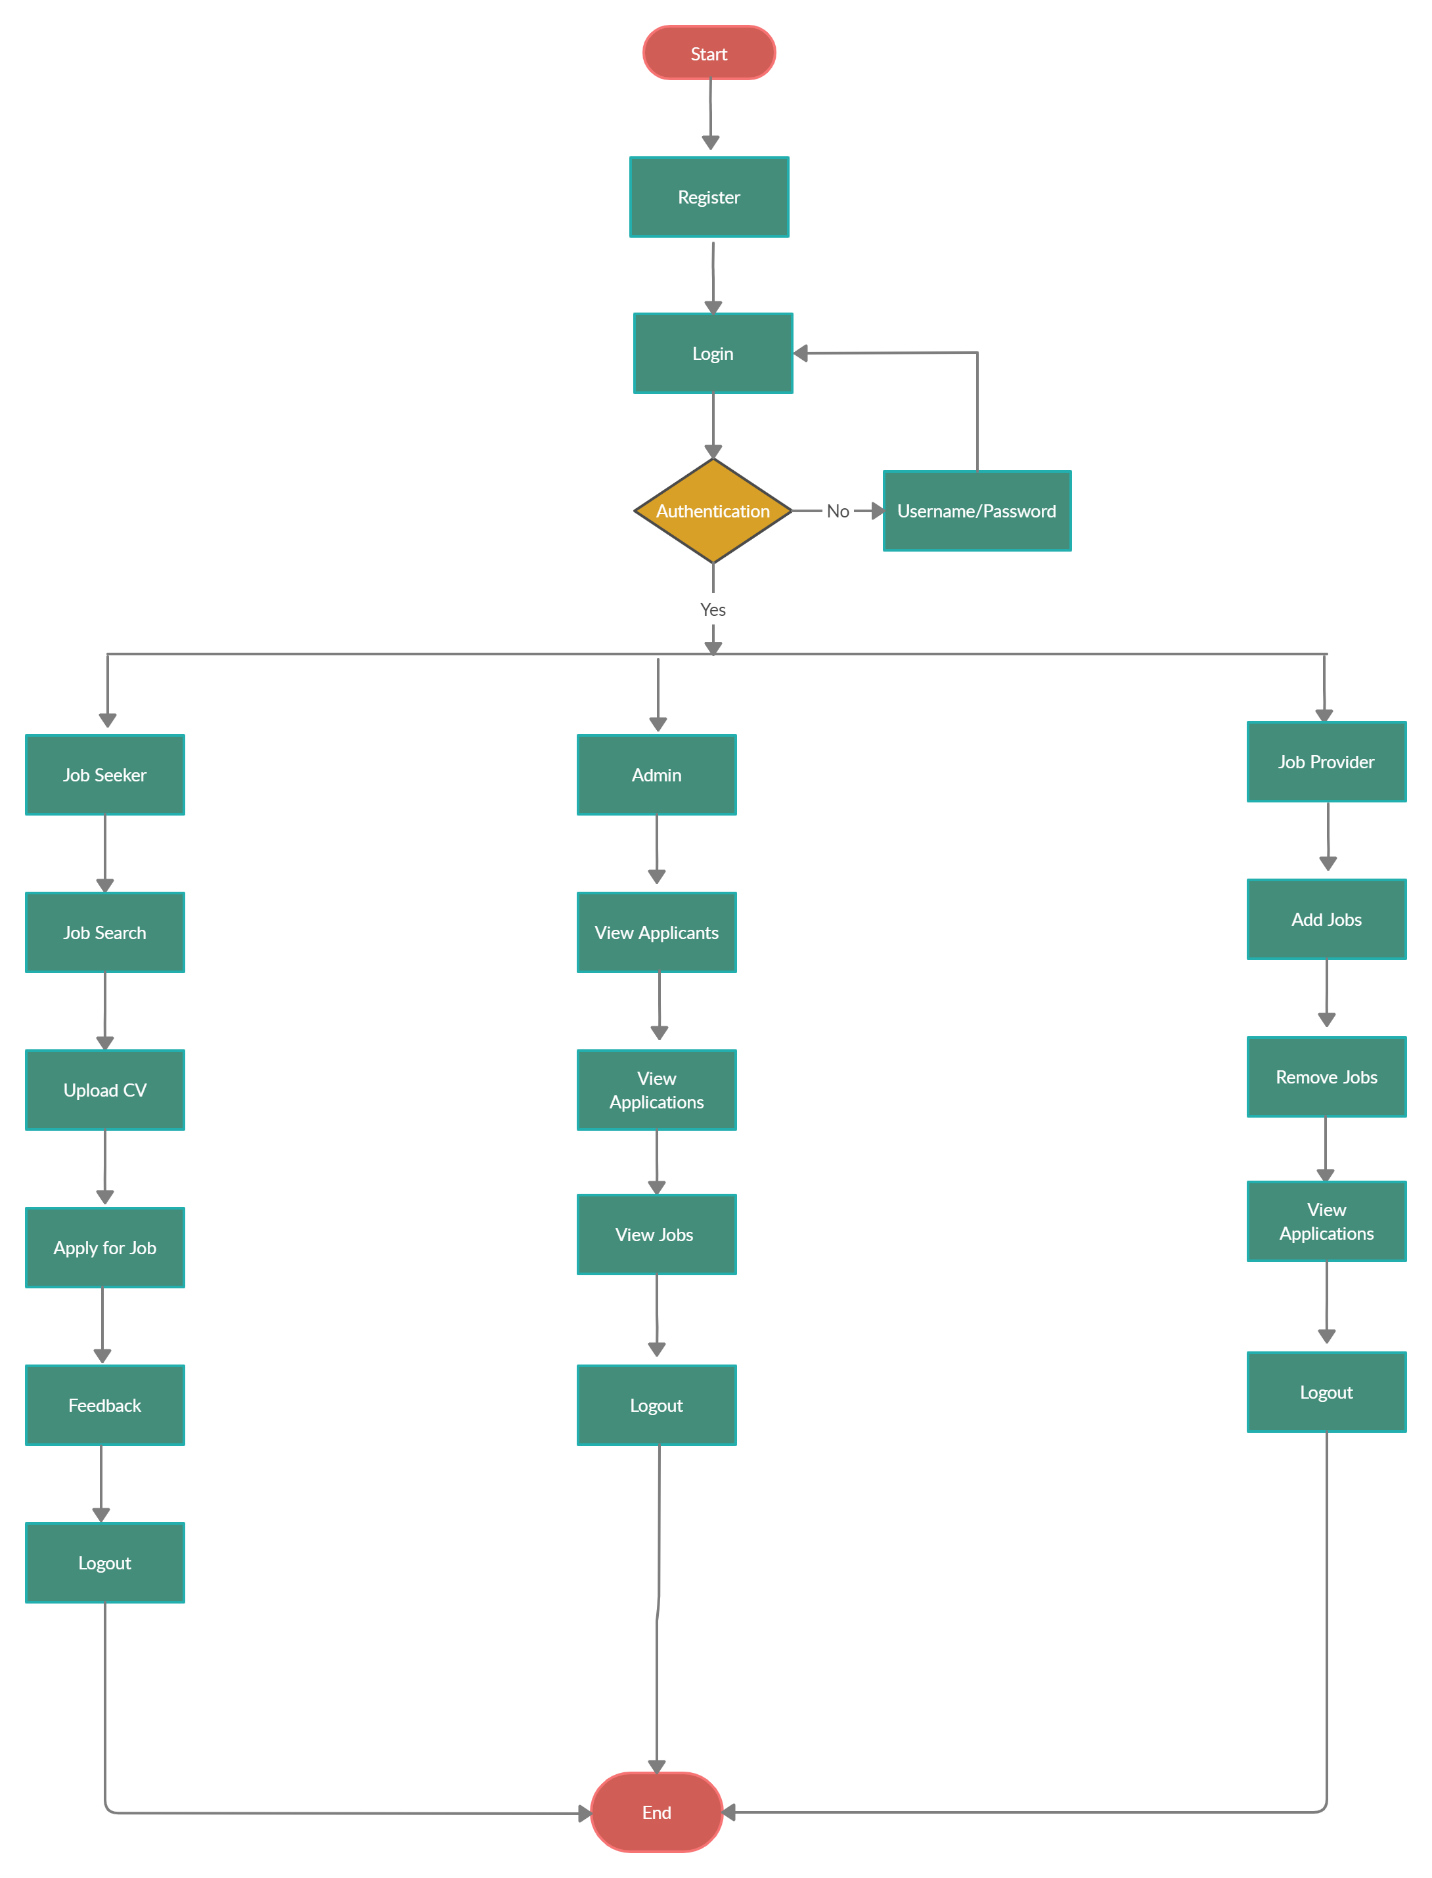 Start
Register
Login
Authentication
No
Username/Password
Yes
Job Seeker
Admin
Job Provider
Job Search
View Applicants
Add Jobs
Upload CV
View
Applications
Remove Jobs
Apply for Job
View Jobs
View
Applications
Feedback
Logout
Logout
Logout
End